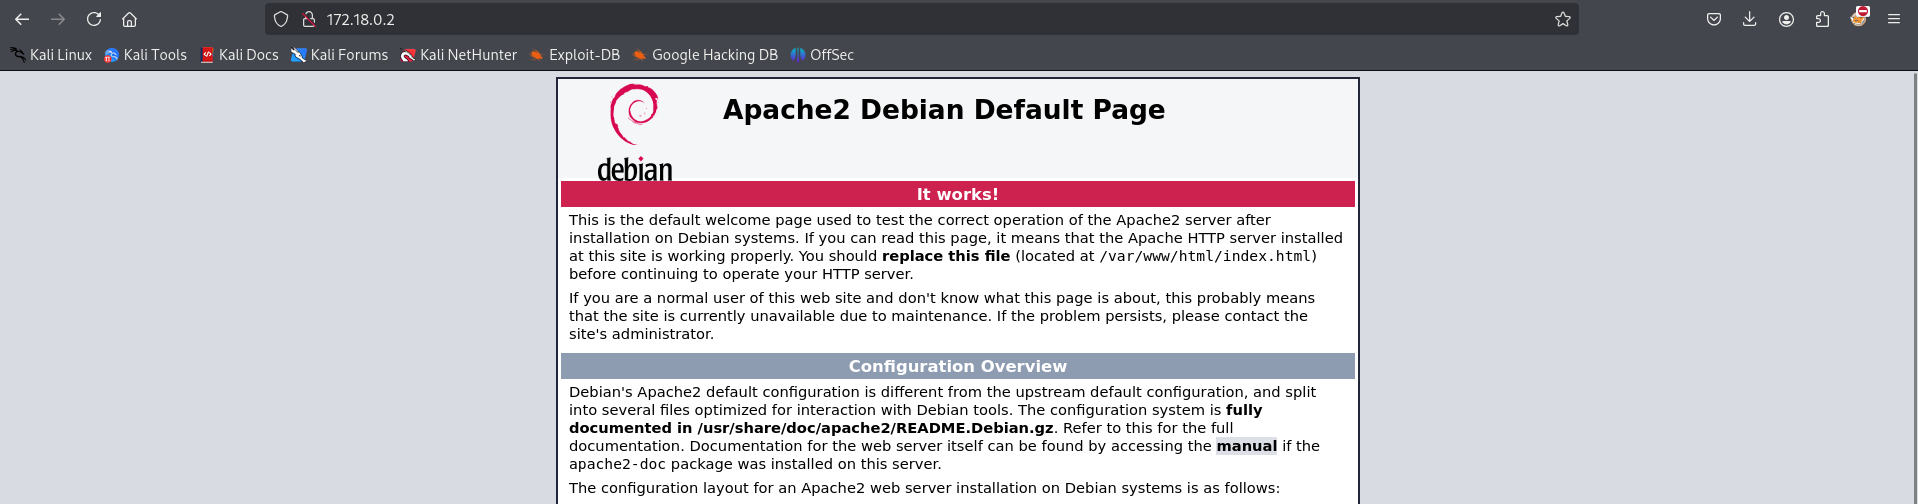 172.18.0.2
Kali Linux Kali Tools Kali Docs Kali Forums Kali NetHunter Exploit-DB Google Hacking DB OffSec
debian
Apache2 Debian Default Page
It works!
This is the default welcome page used to test the correct operation of the Apache2 server after
installation on Debian systems. If you can read this page, it means that the Apache HTTP server installed
at this site is working properly. You should replace this file (located at /var/www/html/index.html)
before continuing to operate your HTTP server.
If you are a normal user of this web site and don't know what this page is about, this probably means
that the site is currently unavailable due to maintenance. If the problem persists, please contact the
site's administrator.
Configuration Overview
Debian's Apache2 default configuration is different from the upstream default configuration, and split
into several files optimized for interaction with Debian tools. The configuration system is fully
documented in /usr/share/doc/apache2/README.Debian.gz. Refer to this for the full
documentation. Documentation for the web server itself can be found by accessing the manual if the
apache2-doc package was installed on this server.
The configuration layout for an Apache2 web server installation on Debian systems is as follows: